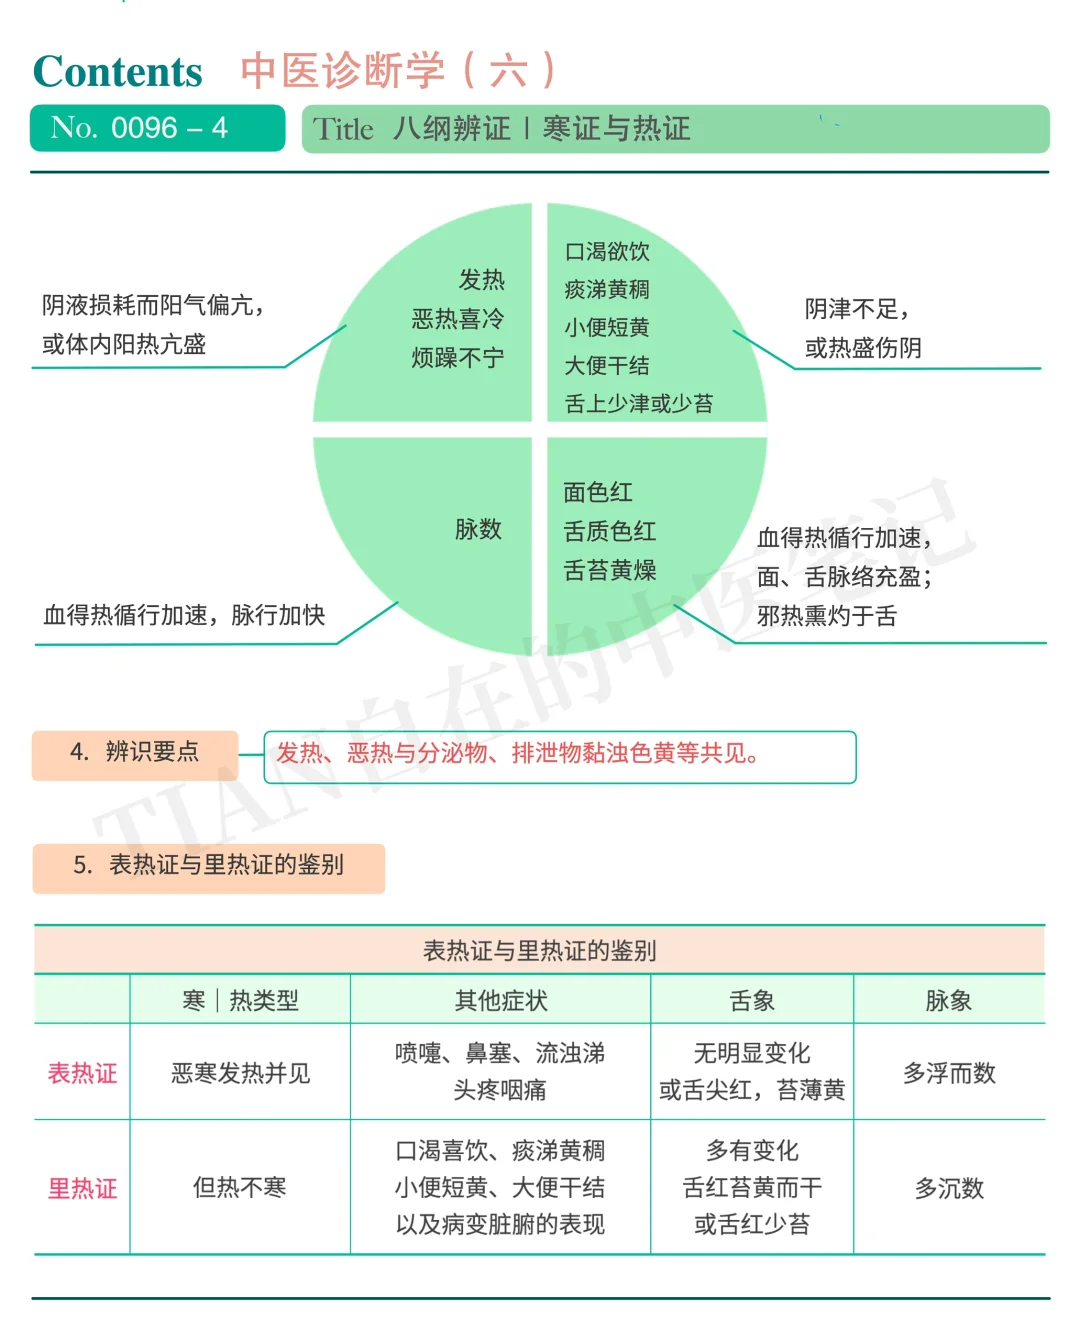 Contents 中医诊断学（六）
No. 0096 – 4
Title 八纲辨证 | 寒证与热证
阴液损耗而阳气偏亢，
或体内阳热亢盛
发热
恶热喜冷
烦躁不宁
口渴欲饮
痰涕黄稠
小便短黄
大便干结
舌上少津或少苔
阴津不足，
或热盛伤阴
血得热循行加速，脉行加快
脉数
面色红
舌质色红
舌苔黄燥
血得热循行加速，
面、舌脉络充盈；
邪热熏灼于舌
TIAN自在的中医笔记
4. 辨识要点
发热、恶热与分泌物、排泄物黏浊色黄等共见。
5. 表热证与里热证的鉴别
表热证与里热证的鉴别
寒｜热类型 其他症状 舌象 脉象
表热证
恶寒发热并见
喷嚏、鼻塞、流浊涕
头疼咽痛
无明显变化
或舌尖红，苔薄黄
多浮而数
里热证
但热不寒
口渴喜饮、痰涕黄稠
小便短黄、大便干结
以及病变脏腑的表现
多有变化
舌红苔黄而干
或舌红少苔
多沉数